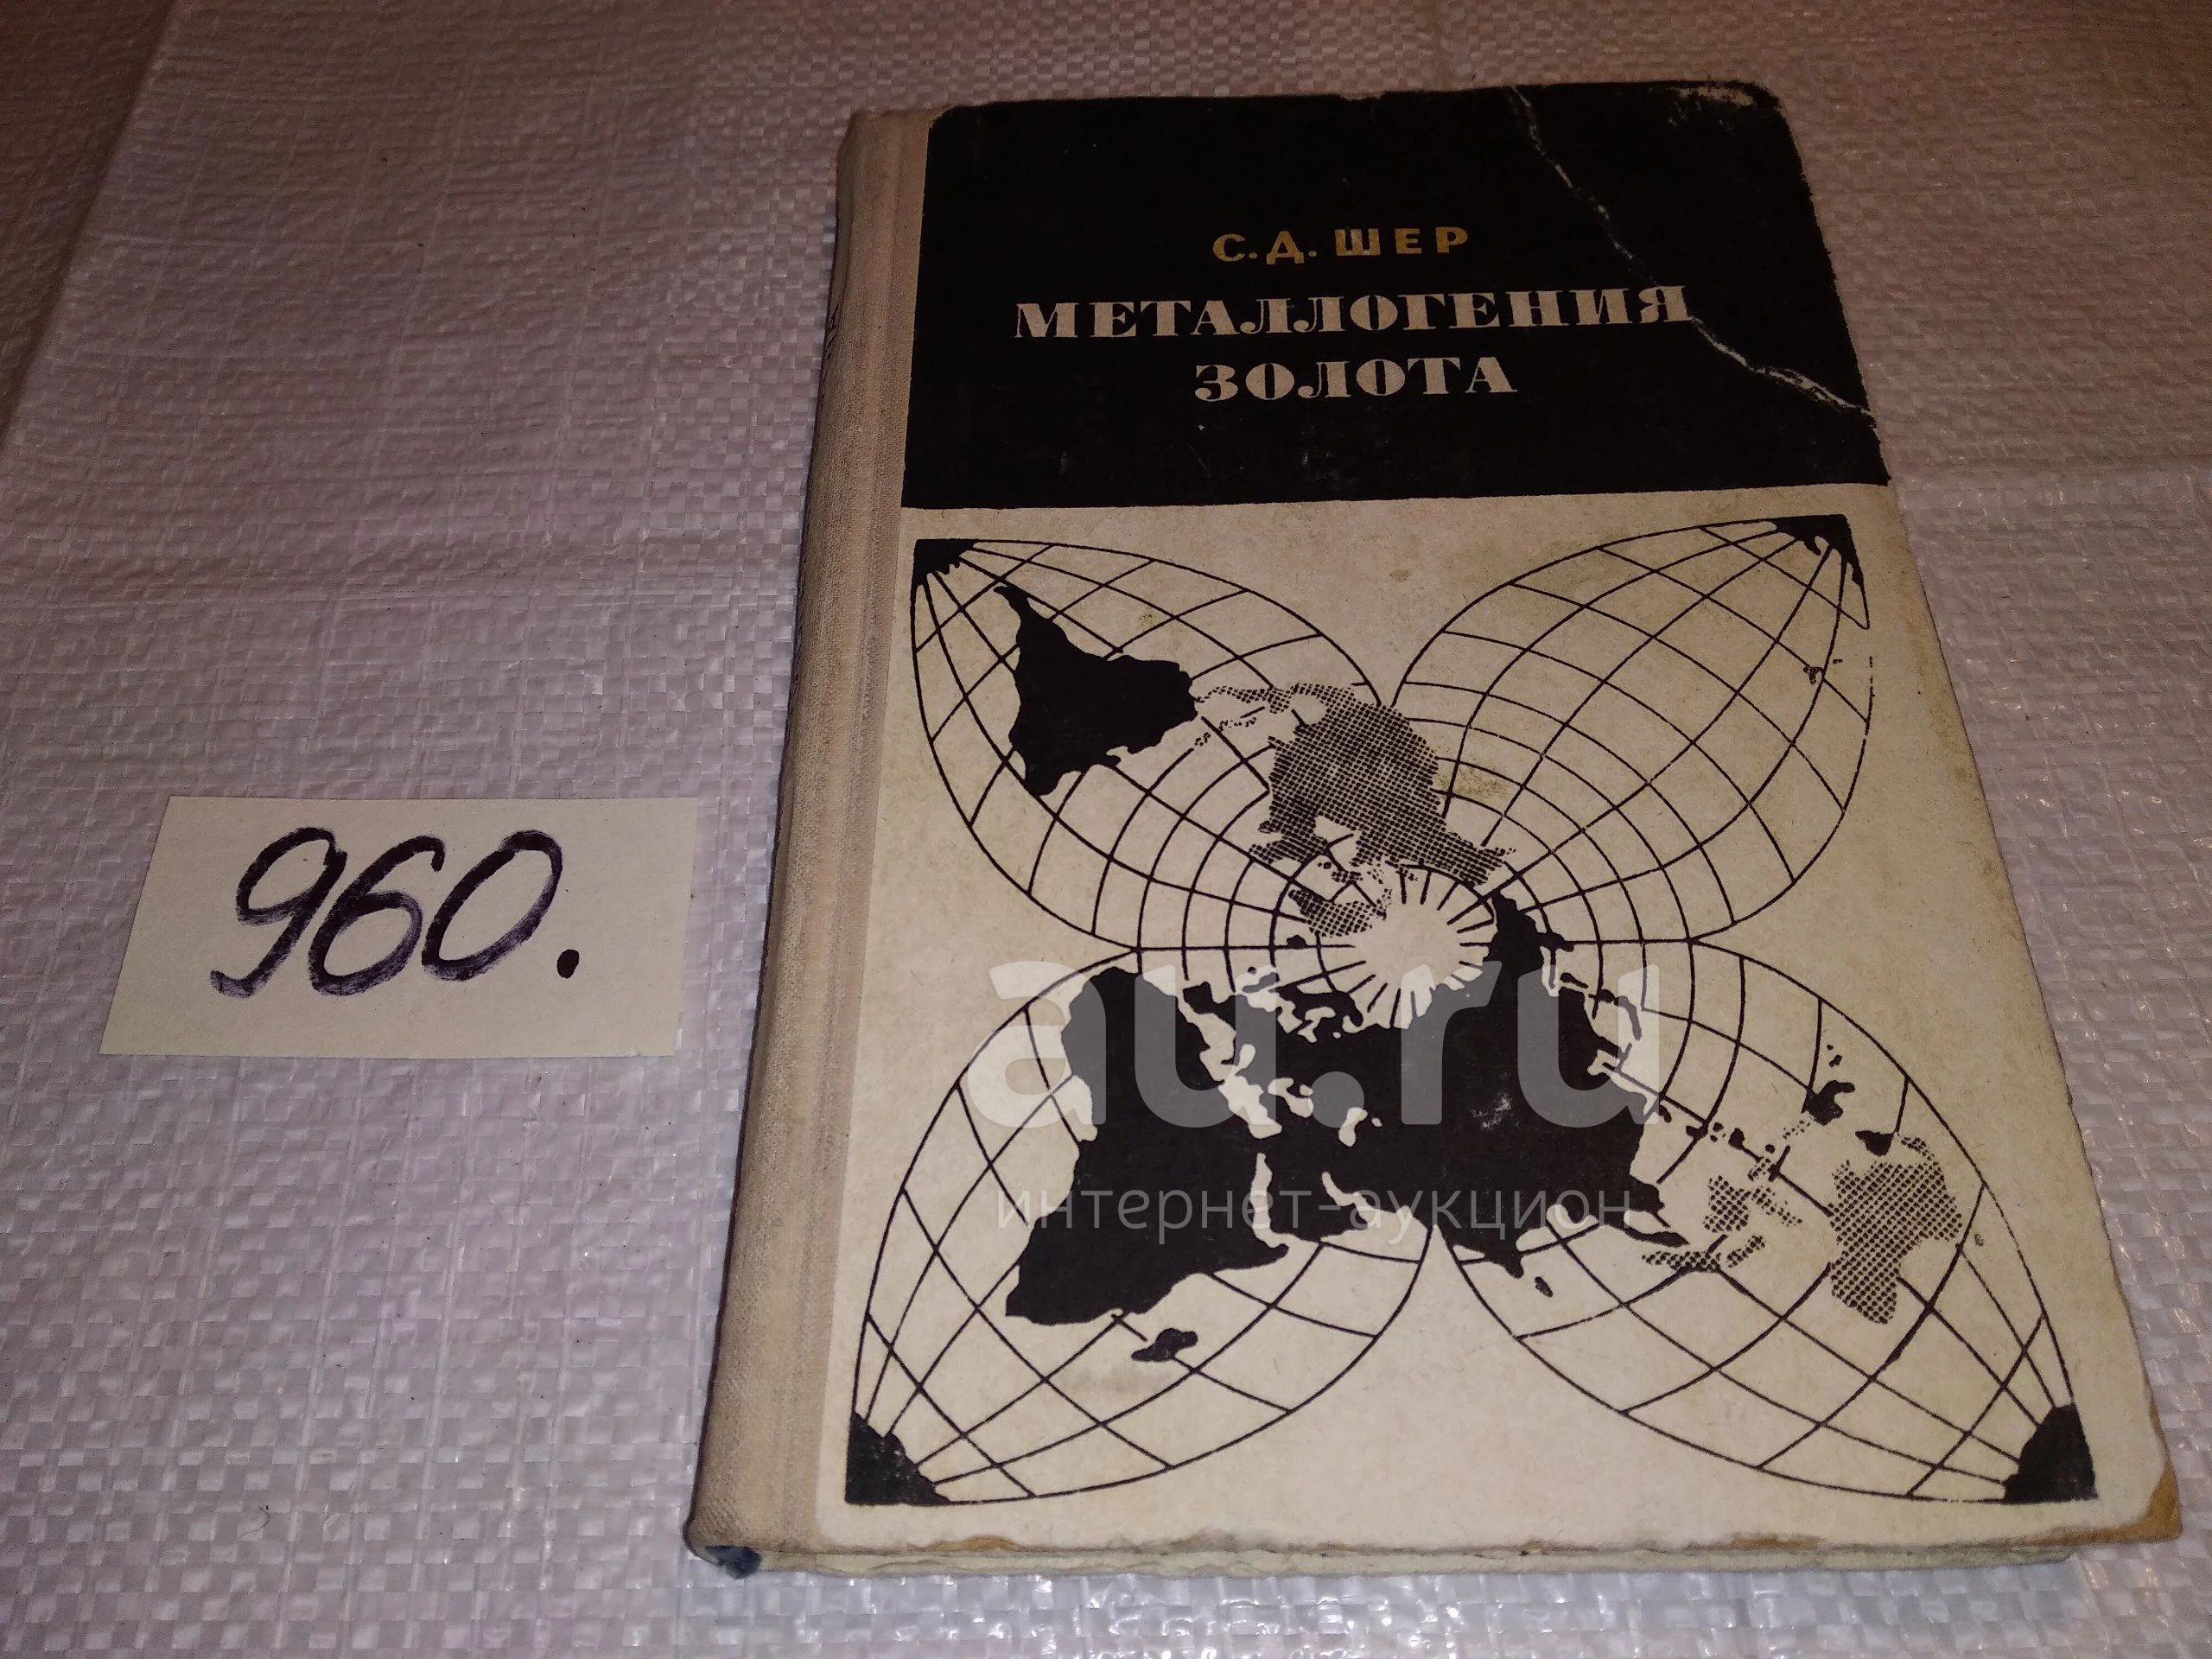 С.Д. ШЕР
МЕТАЛЛОГЕНИЯ
ЗОЛОТА
960.
au.ru
интернет-аукцион